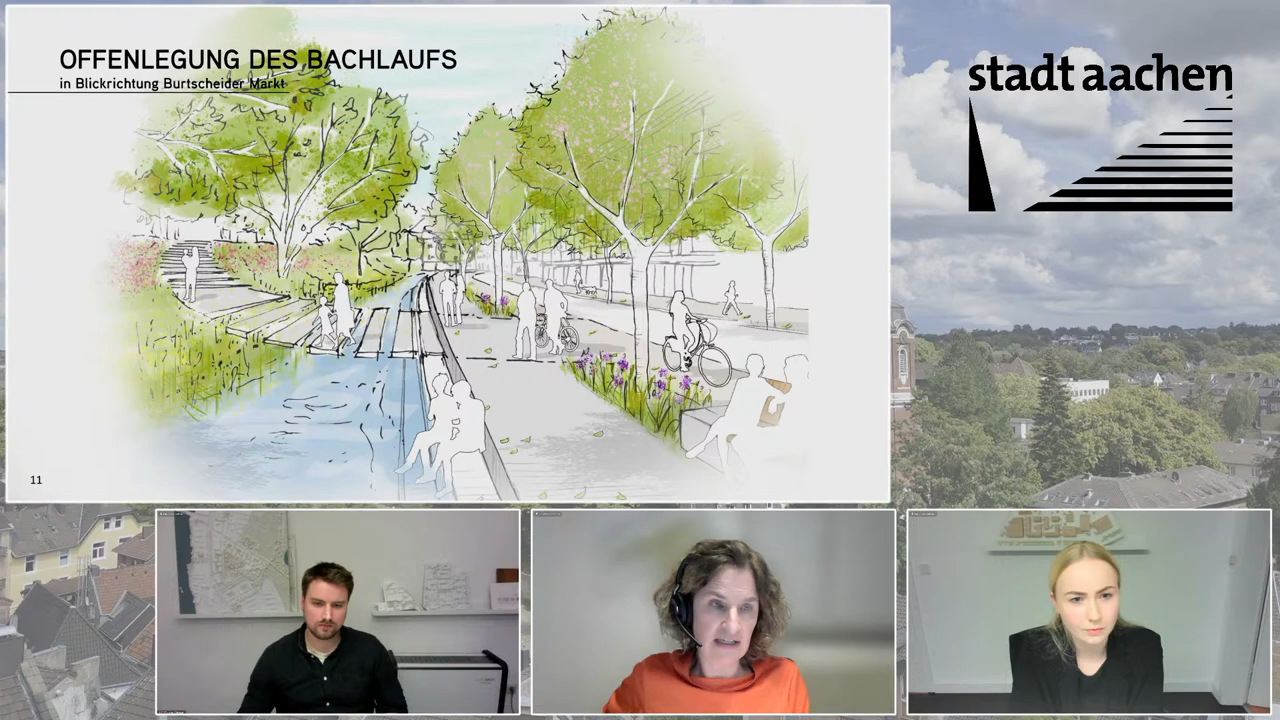 OFFENLEGUNG DES BACHLAUFS
in Blickrichtung Burtscheider Markt
stadt aachen
11